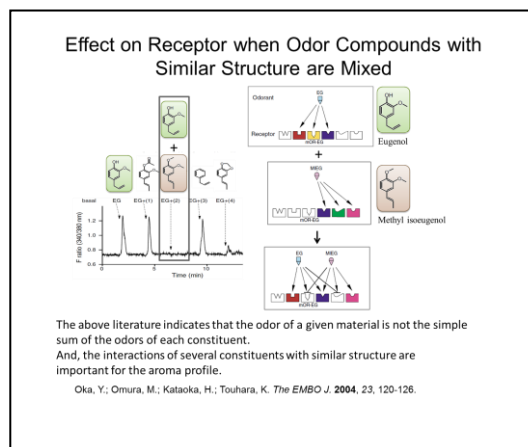 Effect on Receptor when Odor Compounds with
Similar Structure are Mixed
EG
Odorant
Receptor
mOR-EG
Eugenol
+
MIEG
mOR-EG
Methyl isoeugenol
EG MIEG
mOR-EG
+
basal EG EG+(1) EG+(2) EG+(3) EG+(4)
F ratio (340/380 nm)
1.2
1.0
0.8
0.6
0 5 10
Time (min)
The above literature indicates that the odor of a given material is not the simple
sum of the odors of each constituent.
And, the interactions of several constituents with similar structure are
important for the aroma profile.
Oka, Y.; Omura, M.; Kataoka, H.; Touhara, K. The EMBO J. 2004, 23, 120-126.